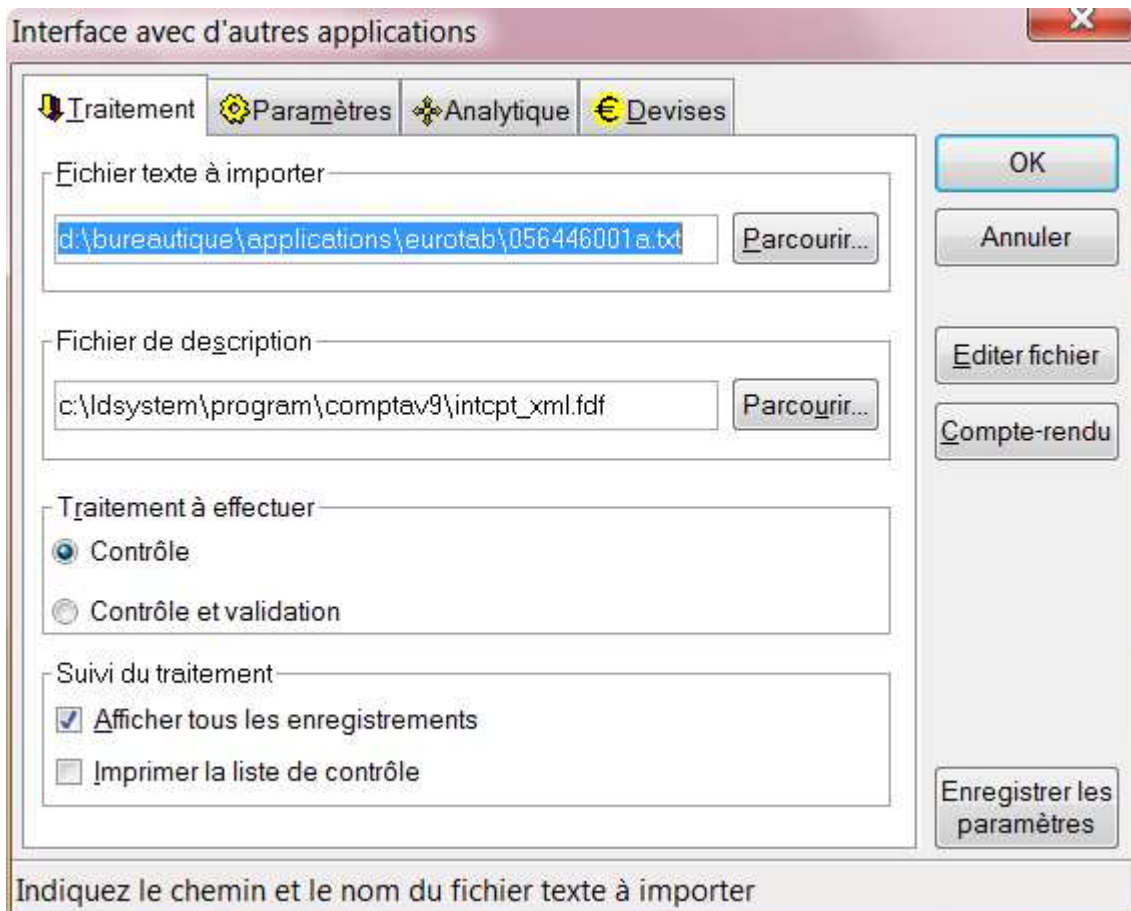 Interface avec d'autres applications
Traitement Paramètres Analytique € Devises
Fichier texte à importer
d:\bureautique\applications\eurotab\056446001a.txt Parcourir...
Fichier de description
c:\ldsystem\program\comptav9\intcpt_xml.fdf Parcourir...
Traitement à effectuer
Contrôle
Contrôle et validation
Suivi du traitement
Afficher tous les enregistrements
Imprimer la liste de contrôle
OK
Annuler
Editer fichier
Compte-rendu
Enregistrer les
paramètres
Indiquez le chemin et le nom du fichier texte à importer